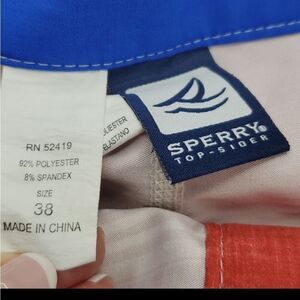 RN 52419
92% POLYESTER
8% SPANDEX
SIZE
38
MADE IN CHINA
SPERRY®
TOP-SIDER